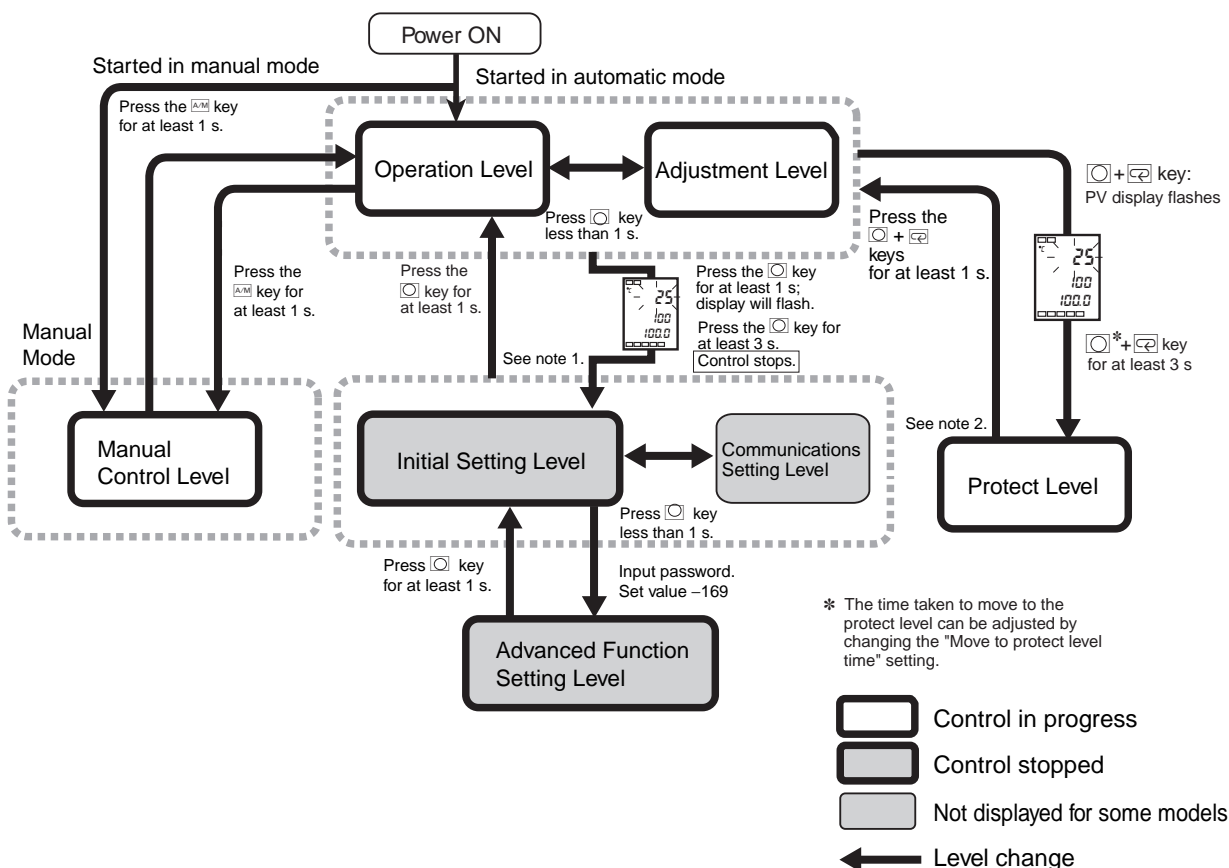 Power ON
Started in manual mode
Started in automatic mode
Press the A/M key
for at least 1 s.
Operation Level
Adjustment Level
Press key
less than 1 s.
+ key:
PV display flashes
Press the
+
keys
for at least 1 s.
°C
25
100
100.0
* + key
for at least 3 s
Press the
A/M key for
at least 1 s.
Press the
key for
at least 1 s.
°C
25
100
100.0
Press the key
for at least 1 s;
display will flash.
Press the key for
at least 3 s.
Control stops.
See note 1.
Manual
Mode
Manual
Control Level
Initial Setting Level
Communications
Setting Level
See note 2.
Protect Level
Press key
less than 1 s.
Press key
for at least 1 s.
Input password.
Set value –169
Advanced Function
Setting Level
* The time taken to move to the
protect level can be adjusted by
changing the "Move to protect level
time" setting.
Control in progress
Control stopped
Not displayed for some models
Level change